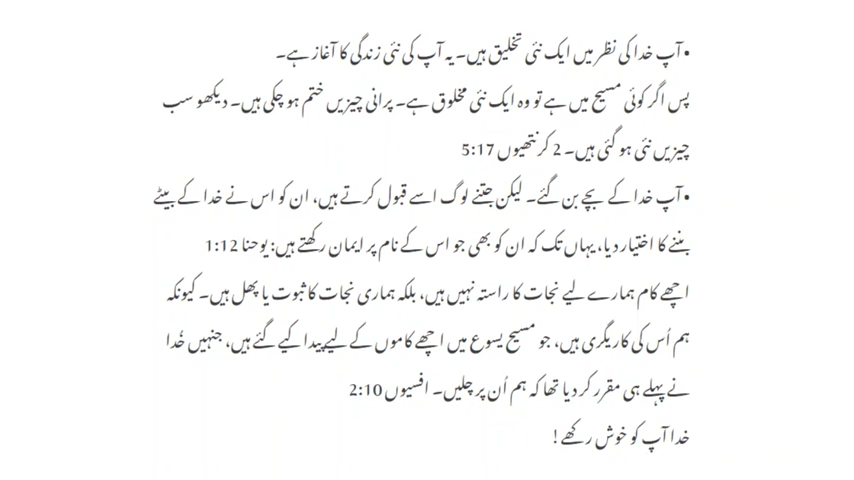 • آپ خدا کی نظر میں ایک نئی تخلیق ہیں۔ یہ آپ کی نئی زندگی کا آغاز ہے۔
پس اگر کوئی مسیح میں ہے تو وہ ایک نئی مخلوق ہے۔ پرانی چیزیں ختم ہو چکی ہیں۔ دیکھو سب
چیزیں نئی ہو گئی ہیں۔ 2 کرنتھیوں 5:17
• آپ خدا کے بچے بن گئے۔ لیکن جتنے لوگ اسے قبول کرتے ہیں، ان کو اس نے خدا کے بیٹے
بننے کا اختیار دیا، یہاں تک کہ ان کو بھی جو اس کے نام پر ایمان رکھتے ہیں: یوحنا 1:12
اچھے کام ہمارے لیے نجات کا راستہ نہیں ہیں، بلکہ ہماری نجات کا ثبوت یا پھل ہیں۔ کیونکہ
ہم اُس کی کاریگری ہیں، جو مسیح یسوع میں اچھے کاموں کے لیے پیدا کیے گئے ہیں، جنہیں خُدا
نے پہلے ہی مقرر کر دیا تھا کہ ہم اُن پر چلیں۔ افسیوں 2:10
خدا آپ کو خوش رکھے !